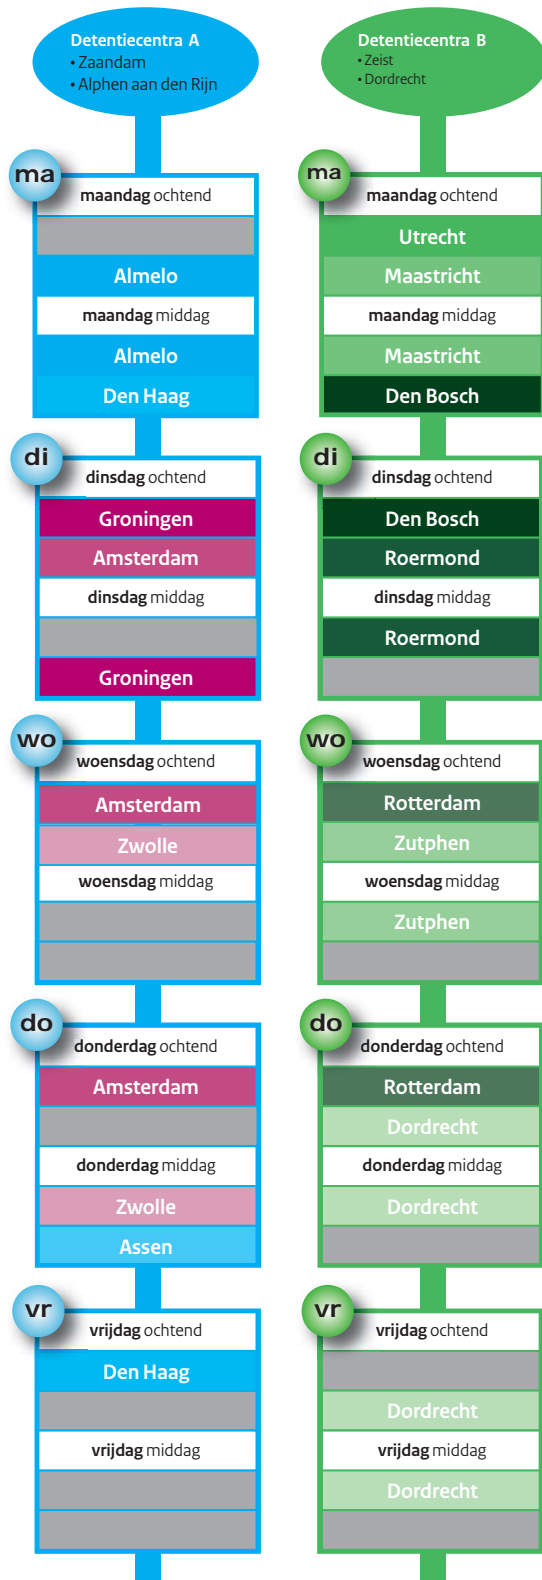 Detentiecentra A
• Zaandam
• Alphen aan den Rijn
ma
maandag ochtend
Almelo
maandag middag
Almelo
Den Haag
di
dinsdag ochtend
Groningen
Amsterdam
dinsdag middag
Groningen
wo
woensdag ochtend
Amsterdam
Zwolle
woensdag middag
do
donderdag ochtend
Amsterdam
donderdag middag
Zwolle
Assen
vr
vrijdag ochtend
Den Haag
vrijdag middag
Detentiecentra B
• Zeist
• Dordrecht
ma
maandag ochtend
Utrecht
Maastricht
maandag middag
Maastricht
Den Bosch
di
dinsdag ochtend
Den Bosch
Roermond
dinsdag middag
Roermond
wo
woensdag ochtend
Rotterdam
Zutphen
woensdag middag
Zutphen
do
donderdag ochtend
Rotterdam
Dordrecht
donderdag middag
Dordrecht
vr
vrijdag ochtend
Dordrecht
vrijdag middag
Dordrecht